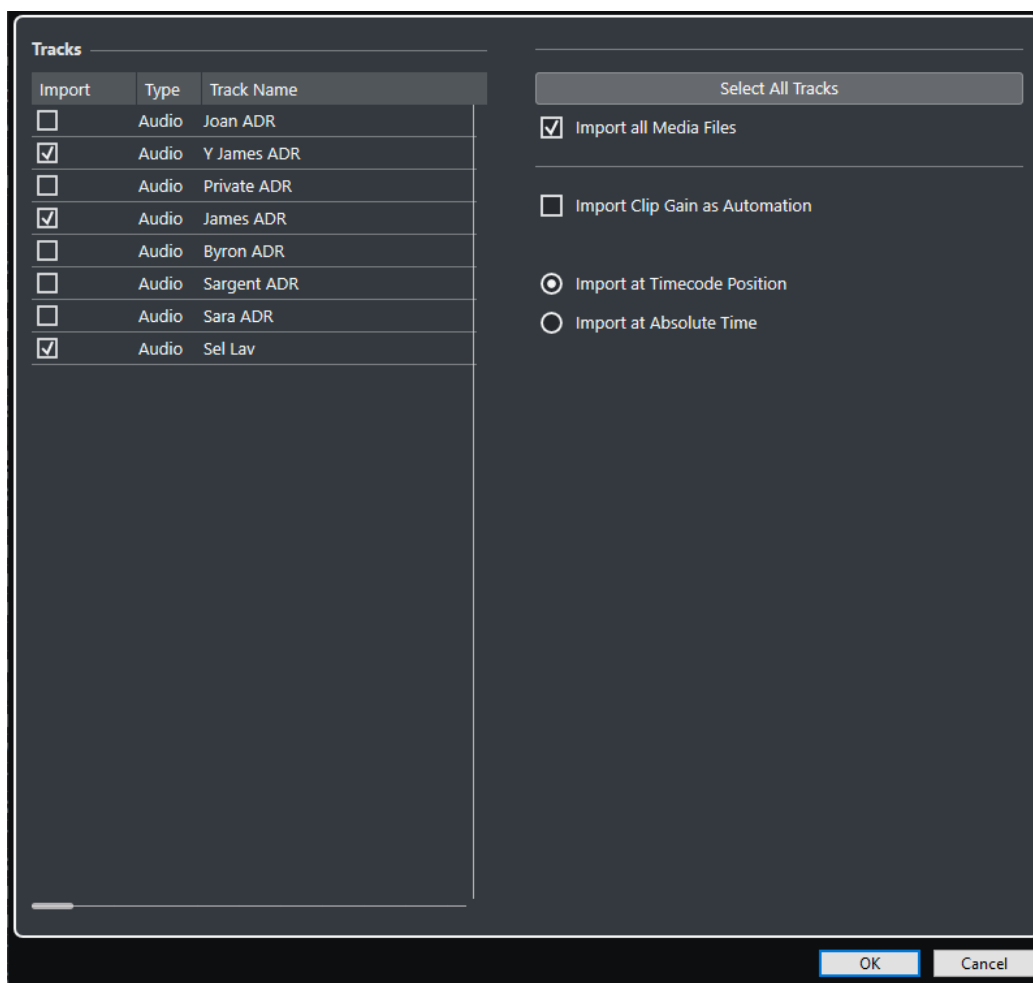 Tracks
Import Type Track Name
Audio Joan ADR
Audio Y James ADR
Audio Private ADR
Audio James ADR
Audio Byron ADR
Audio Sargent ADR
Audio Sara ADR
Audio Sel Lav
Select All Tracks
Import all Media Files
Import Clip Gain as Automation
Import at Timecode Position
Import at Absolute Time
OK Cancel